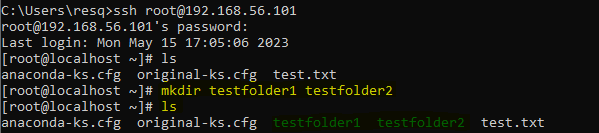 C:\Users\resq>ssh root@192.168.56.101
root@192.168.56.101's password:
Last login: Mon May 15 17:05:06 2023
[root@localhost ~]# ls
anaconda-ks.cfg  original-ks.cfg  test.txt
[root@localhost ~]# mkdir testfolder1 testfolder2
[root@localhost ~]# ls
anaconda-ks.cfg  original-ks.cfg  testfolder1  testfolder2  test.txt